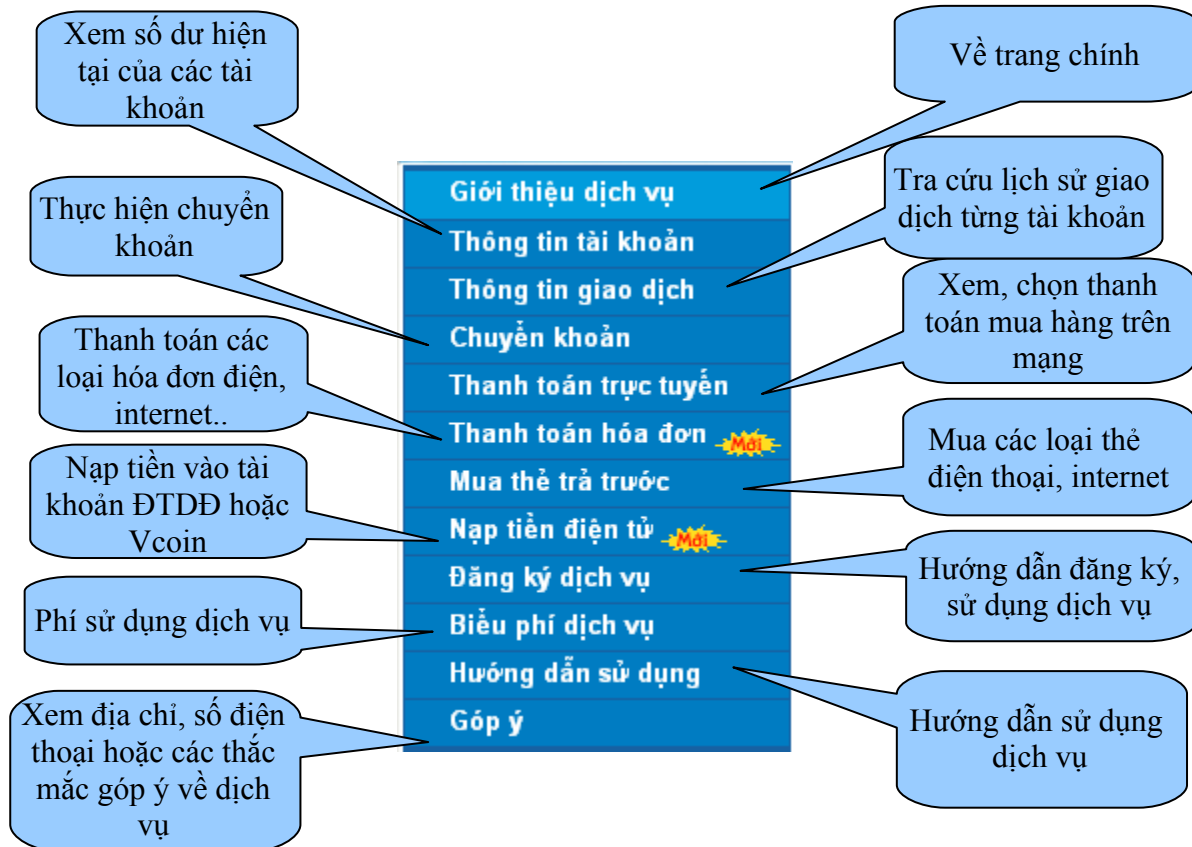 Xem số dư hiện
tại của các tài
khoản
Về trang chính
Thực hiện chuyển
khoản
Tra cứu lịch sử giao
dịch từng tài khoản
Thanh toán các
loại hóa đơn điện,
internet..
Xem, chọn thanh
toán mua hàng trên
mạng
Nạp tiền vào tài
khoản ĐTDĐ hoặc
Vcoin
Mua các loại thẻ
điện thoại, internet
Phí sử dụng dịch vụ
Hướng dẫn đăng ký,
sử dụng dịch vụ
Xem địa chỉ, số điện
thoại hoặc các thắc
mắc góp ý về dịch
vụ
Hướng dẫn sử dụng
dịch vụ
Giới thiệu dịch vụ
Thông tin tài khoản
Thông tin giao dịch
Chuyển khoản
Thanh toán trực tuyến
Thanh toán hóa đơn Mới
Mua thẻ trả trước
Nạp tiền điện tử Mới
Đăng ký dịch vụ
Biểu phí dịch vụ
Hướng dẫn sử dụng
Góp ý